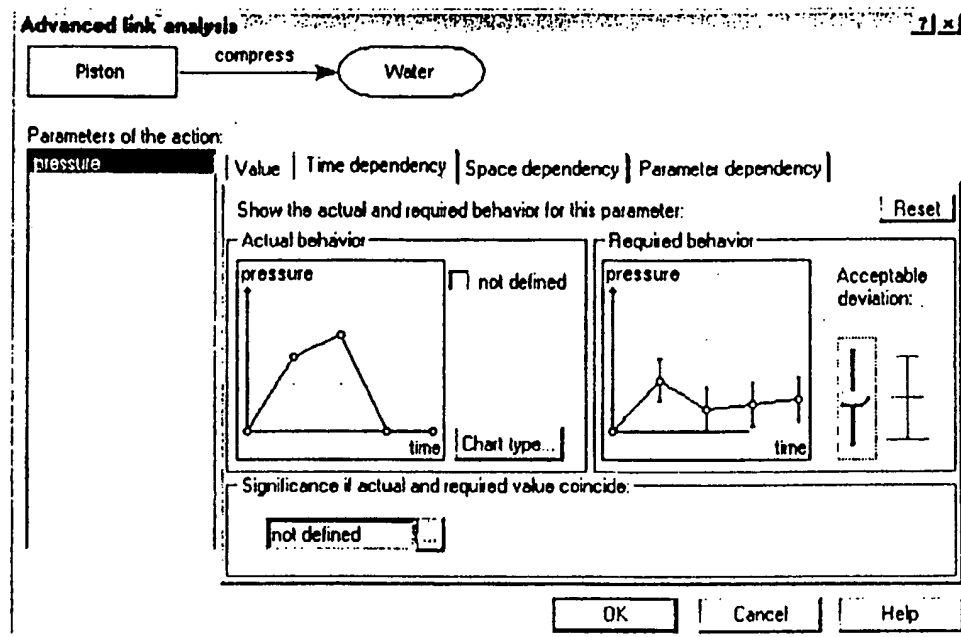 Advanced link analysis
? ×
Piston
compress
Water
Parameters of the action:
pressure
Value
Time dependency
Space dependency
Parameter dependency
Show the actual and required behavior for this parameter:
Reset
Actual behavior
pressure
not defined
time
Chart type...
Required behavior
pressure
time
Acceptable
deviation:
Significance if actual and required value coincide:
not defined
...
OK
Cancel
Help